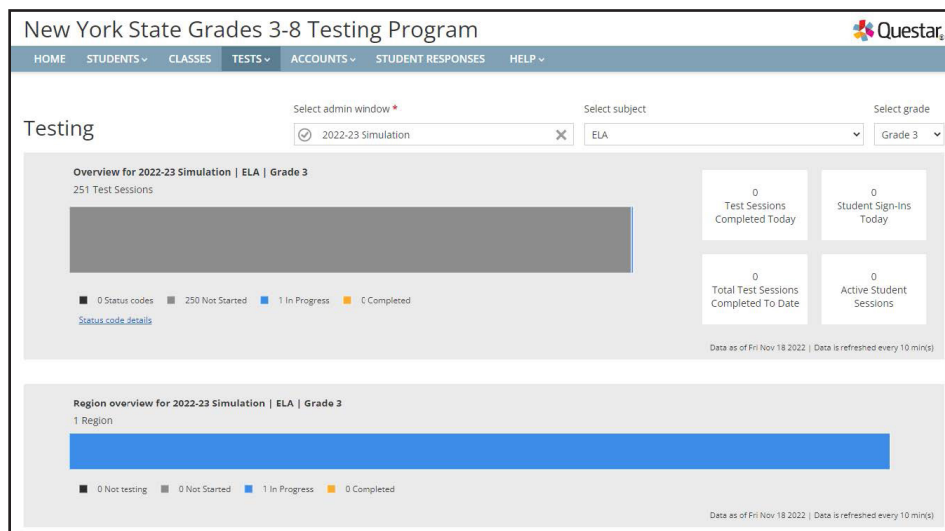 New York State Grades 3-8 Testing Program
Questar
HOME STUDENTS CLASSES TESTS ACCOUNTS STUDENT RESPONSES HELP
Testing
Select admin window *
2022-23 Simulation
Select subject
ELA
Select grade
Grade 3
Overview for 2022-23 Simulation | ELA | Grade 3
251 Test Sessions
0 Status codes 250 Not Started 1 In Progress 0 Completed
Status code details
0
Test Sessions
Completed Today
0
Student Sign-Ins
Today
0
Total Test Sessions
Completed To Date
0
Active Student
Sessions
Data as of Fri Nov 18 2022 | Data is refreshed every 10 min(s)
Region overview for 2022-23 Simulation | ELA | Grade 3
1 Region
0 Not testing 0 Not Started 1 In Progress 0 Completed
Data as of Fri Nov 18 2022 | Data is refreshed every 10 min(s)